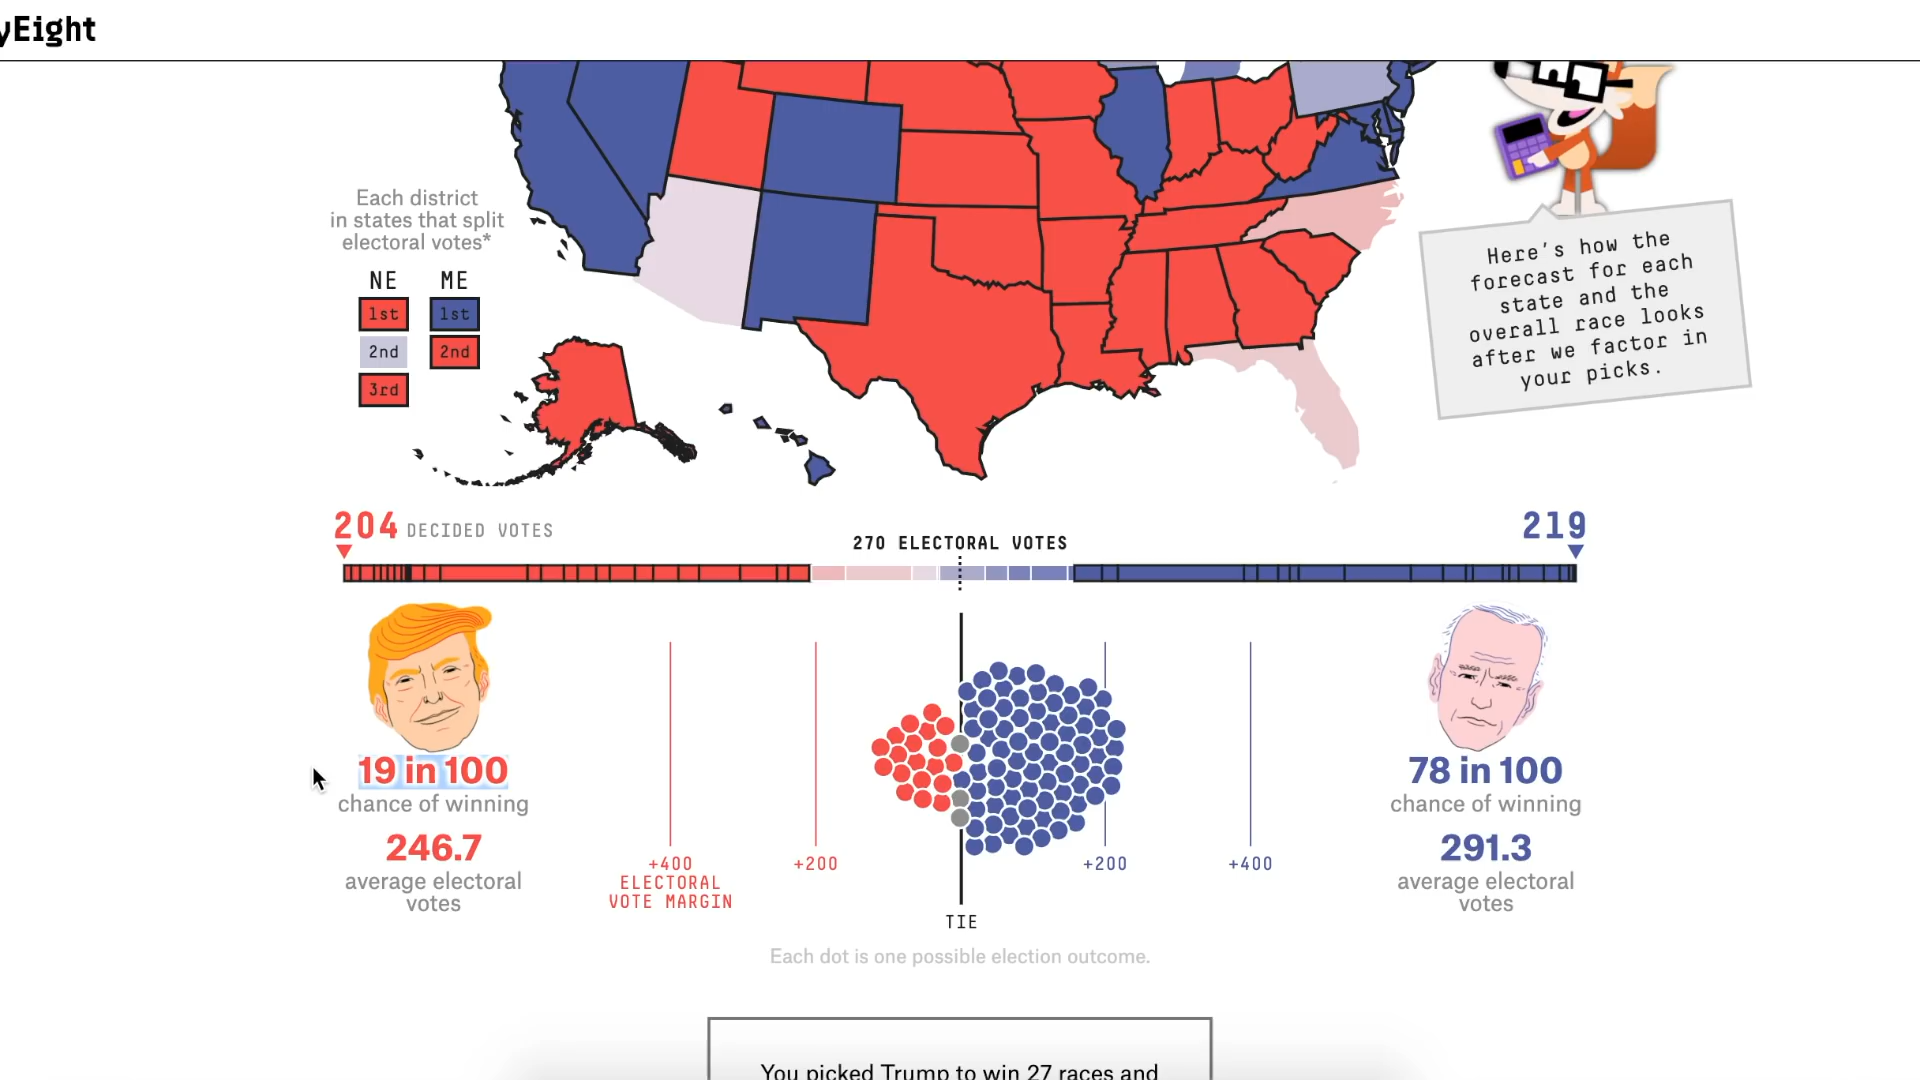 yEight
Each district
in states that split
electoral votes*
NE ME
1st 1st
2nd 2nd
3rd
Here's how the
forecast for each
state and the
overall race looks
after we factor in
your picks.
204 DECIDED VOTES
219
270 ELECTORAL VOTES
19 in 100
chance of winning
246.7
average electoral
votes
+400
ELECTORAL
VOTE MARGIN
+200
TIE
+200
+400
78 in 100
chance of winning
291.3
average electoral
votes
Each dot is one possible election outcome.
You picked Trump to win 27 races and